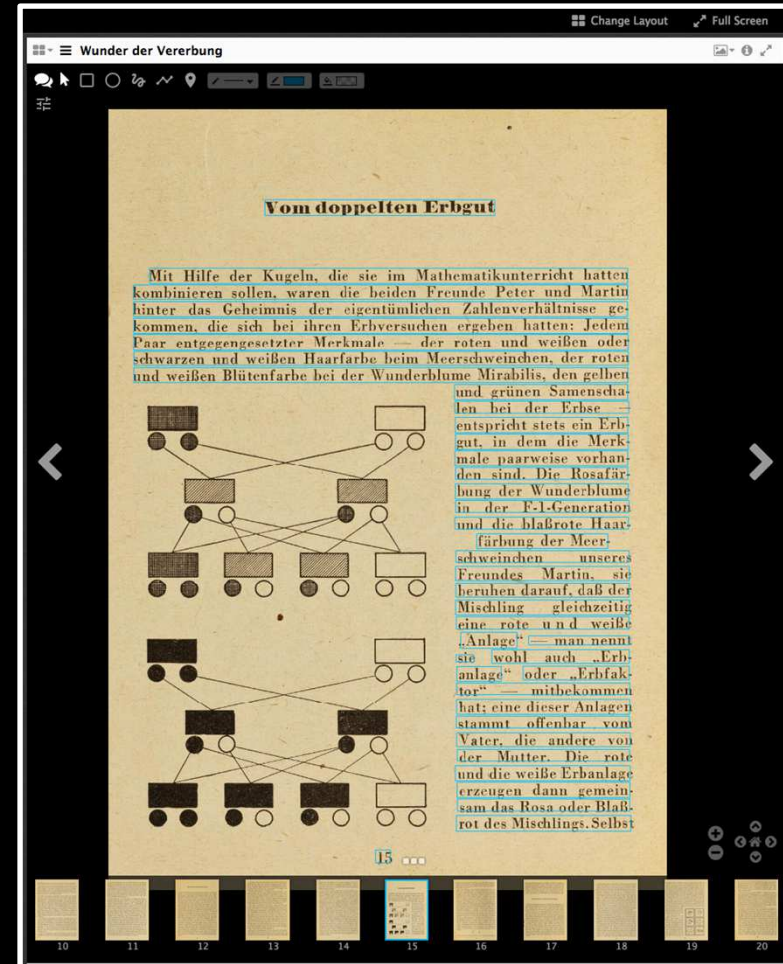 Change Layout Full Screen
Wunder der Vererbung
Vom doppelten Erbgut
Mit Hilfe der Kugeln, die sie im Mathematikunterricht hatten
kombinieren sollen, waren die beiden Freunde Peter und Martin
hinter das Geheimnis der eigentümlichen Zahlenverhältnisse ge-
kommen, die sich bei ihren Erbversuchen ergeben hatten: Jedem
Paar entgegengesetzter Merkmale — der roten und weißen oder
schwarzen und weißen Haarfarbe beim Meerschweinchen, der roten
und weißen Blütenfarbe bei der Wunderblume Mirabilis, den gelben
und grünen Samenscha-
len bei der Erbse —
entspricht stets ein Erb-
gut, in dem die Merk-
male paarweise vorhan-
den sind. Die Rosafär-
bung der Wunderblume
in der F-1-Generation
und die blaßrote Haar-
färbung der Meer-
schweinchen unseres
Freundes Martin, sie
beruhen darauf, daß der
Mischling gleichzeitig
eine rote und weiße
„Anlage“ — man nennt
sie wohl auch „Erb-
anlage“ oder „Erbfak-
tor“ — mitbekommen
hat; eine dieser Anlagen
stammt offenbar vom
Vater, die andere von
der Mutter. Die rote
und die weiße Erbanlage
erzeugen dann gemein-
sam das Rosa oder Blaß-
rot des Mischlings. Selbst
15
10 11 12 13 14 15 16 17 18 19 20